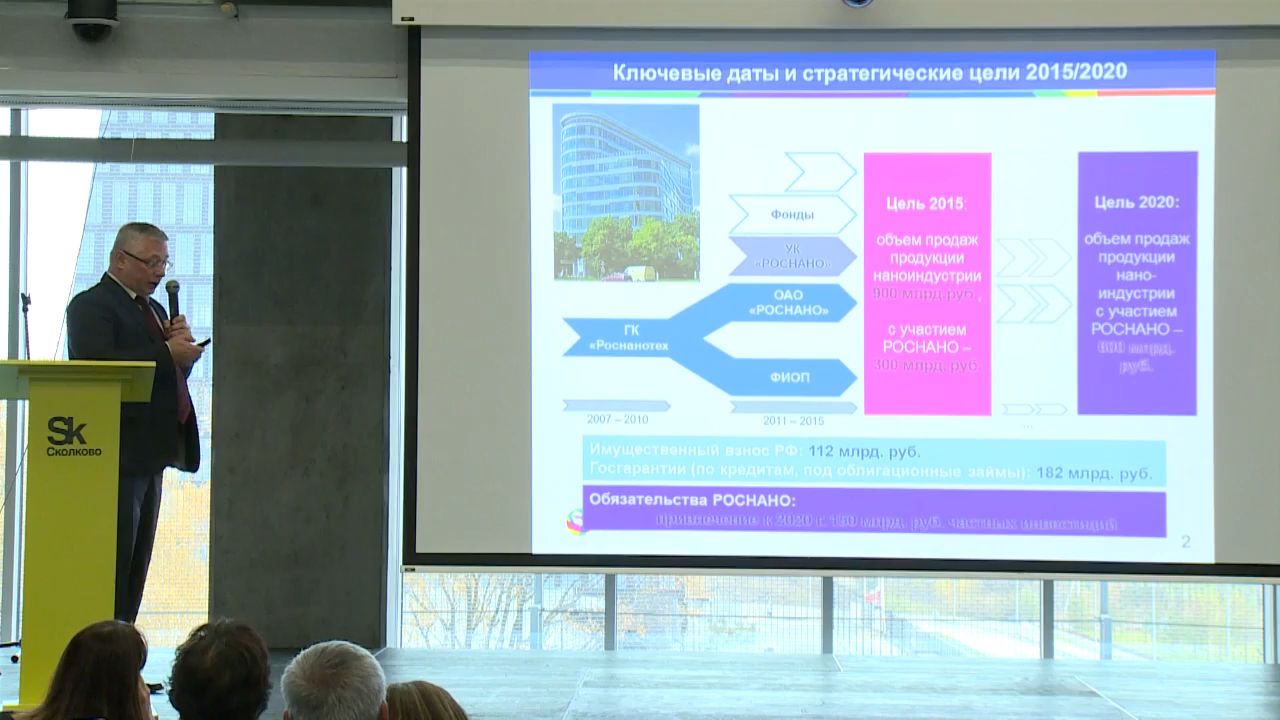 Ключевые даты и стратегические цели 2015/2020
Фонды
УК
«РОСНАНО»
ОАО
«РОСНАНО»
ГК
«Роснанотех
ФИОП
2007 – 2010
2011 – 2015
...
Цель 2015:
объем продаж
продукции
наноиндустрии
900 млрд.руб.,
с участием
РОСНАНО –
300 млрд. руб.
Цель 2020:
объем продаж
продукции
нано-
индустрии
с участием
РОСНАНО –
600 млрд.
руб.
Имущественный взнос РФ: 112 млрд. руб.
Госгарантии (по кредитам, под облигационные займы): 182 млрд. руб.
Обязательства РОСНАНО:
привлечение к 2020 г. 150 млрд. руб. частных инвестиций
2
Sk
Сколково